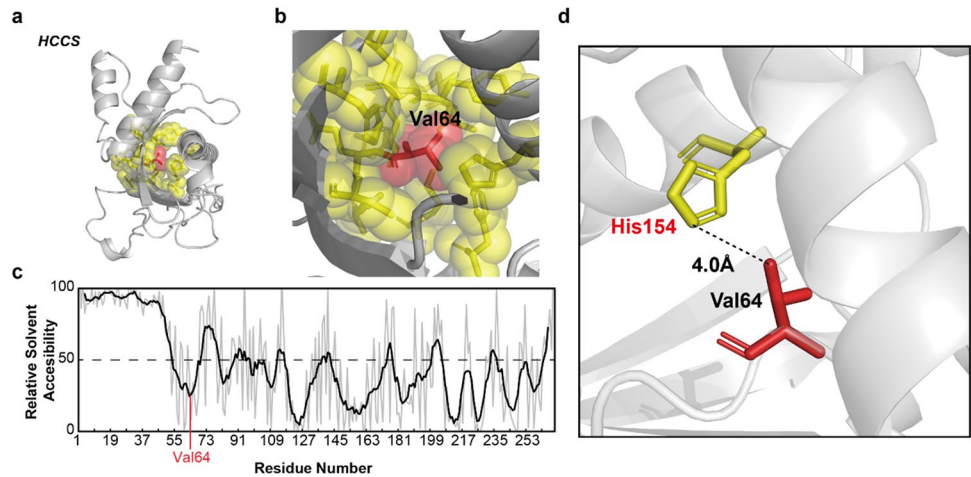 a
HCCS
b
Val64
c
Relative Solvent
Accesibility
100
50
0
1 19 37 55 73 91 109 127 145 163 181 199 217 235 253
Val64
Residue Number
d
His154
4.0Å
Val64